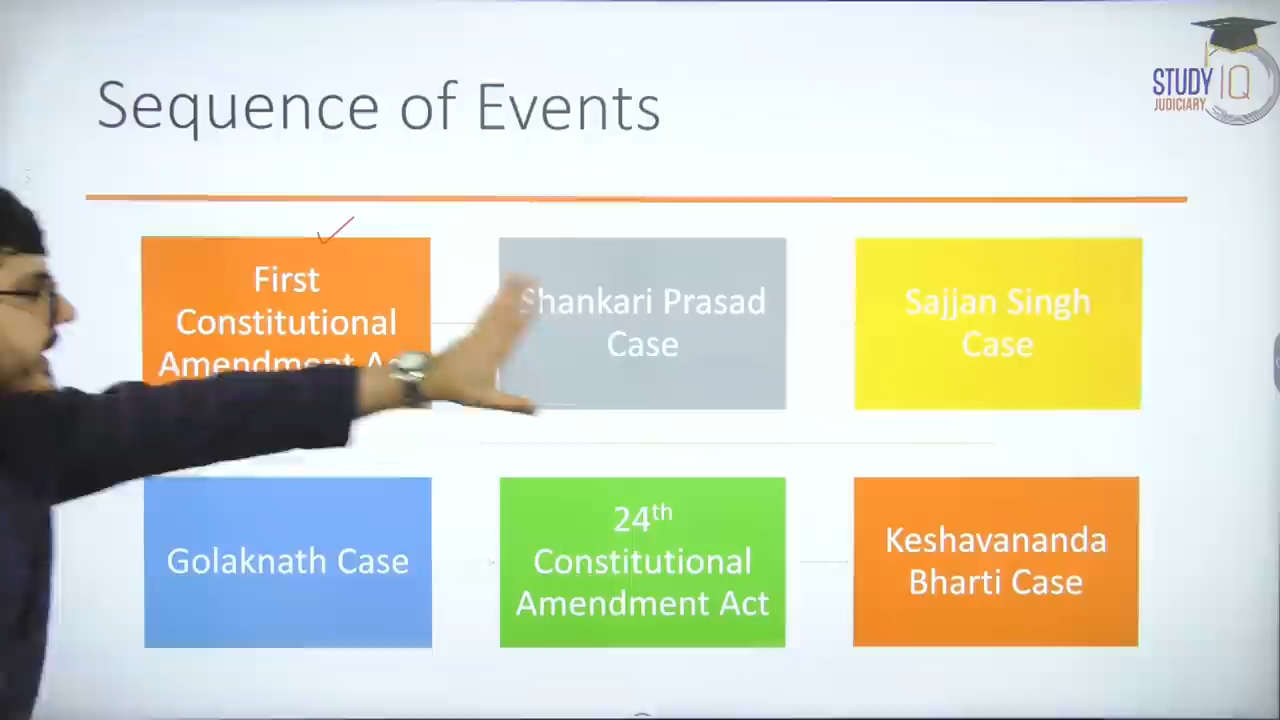 Sequence of Events
STUDY IQ
JUDICIARY
First
Constitutional
Amendment
Shankari Prasad
Case
Sajjan Singh
Case
Golaknath Case
24th
Constitutional
Amendment Act
Keshavananda
Bharti Case